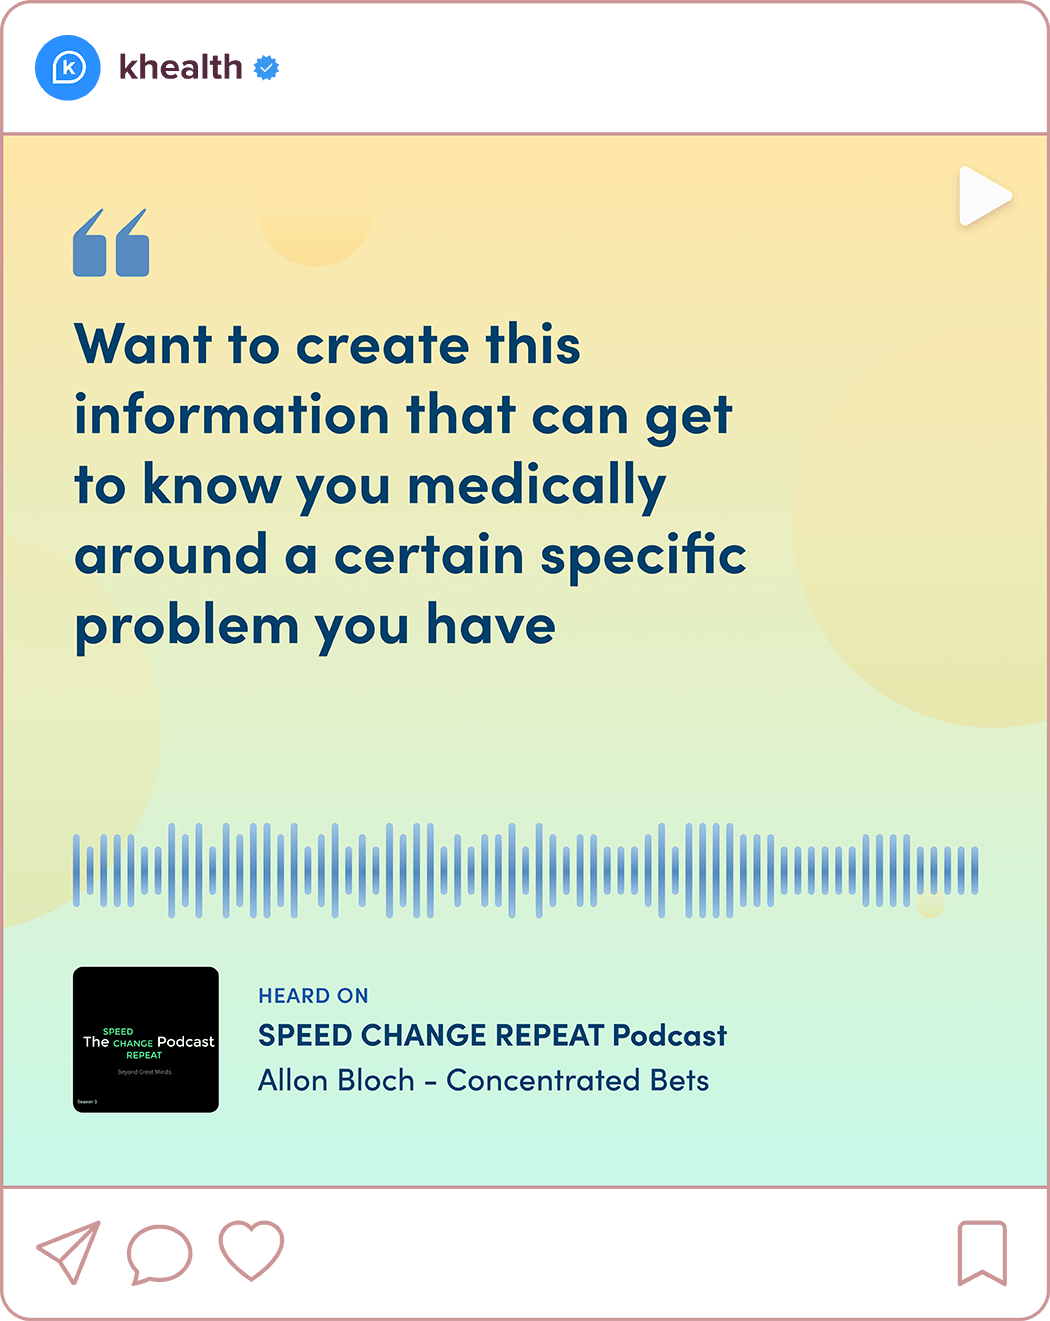 k
khealth
“
Want to create this
information that can get
to know you medically
around a certain specific
problem you have
SPEED
The CHANGE Podcast
REPEAT
Beyond Great Minds.
Season 3
HEARD ON
SPEED CHANGE REPEAT Podcast
Allon Bloch - Concentrated Bets